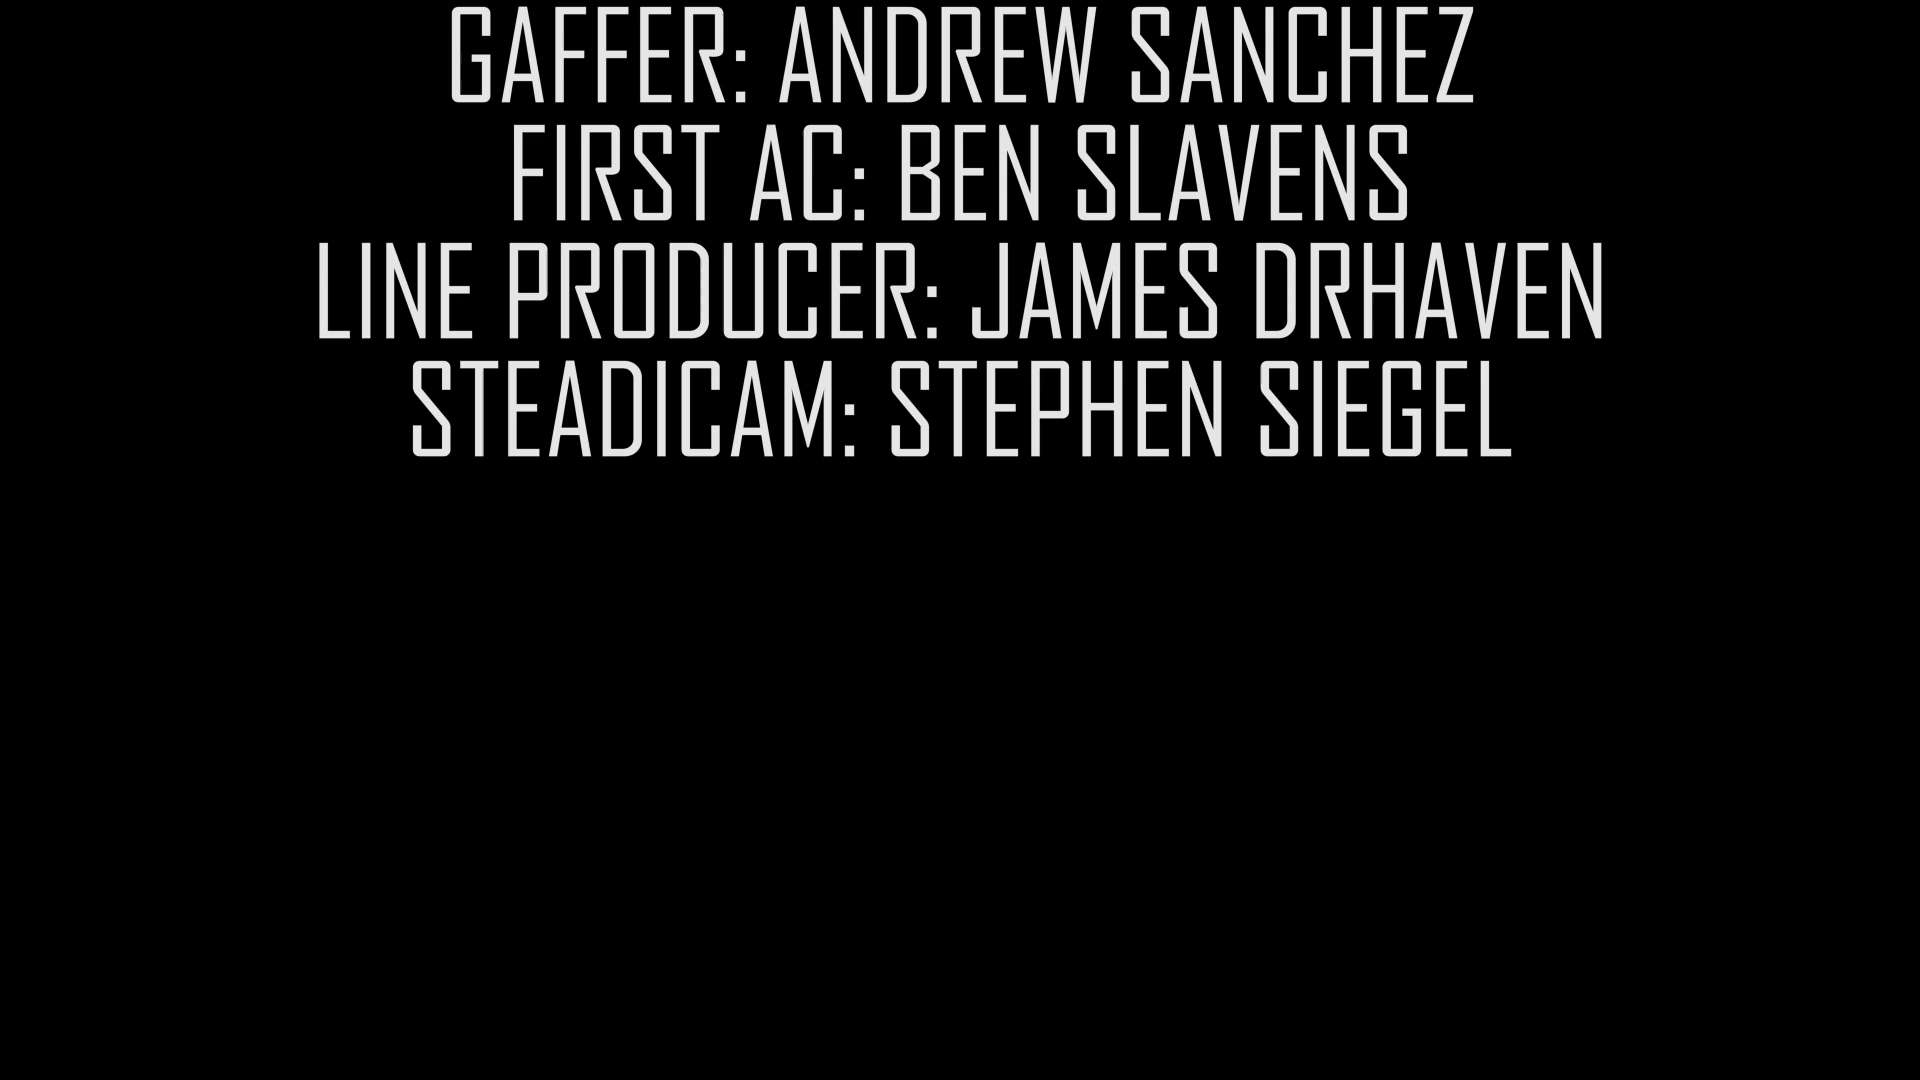 GAFFER: ANDREW SANCHEZ
FIRST AC: BEN SLAVENS
LINE PRODUCER: JAMES DRHAVEN
STEADICAM: STEPHEN SIEGEL